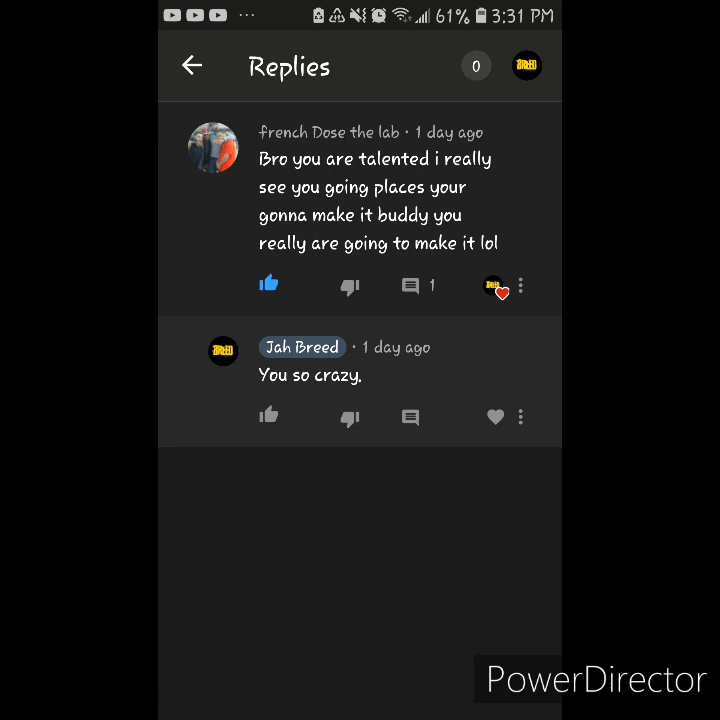 61% 3:31 PM
Replies
0
BREED
french Dose the lab · 1 day ago
Bro you are talented i really
see you going places your
gonna make it buddy you
really are going to make it lol
1
BREED
Jah Breed · 1 day ago
You so crazy.
PowerDirector